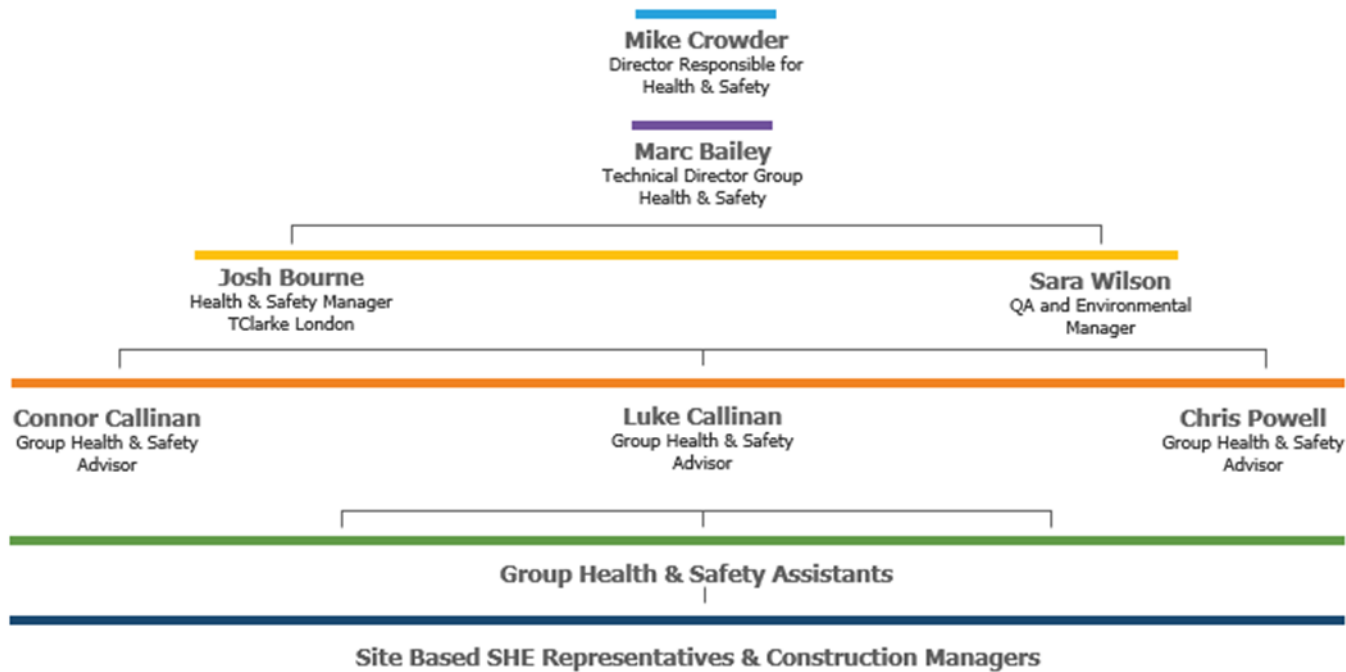 Mike Crowder
Director Responsible for
Health & Safety
Marc Bailey
Technical Director Group
Health & Safety
Josh Bourne
Health & Safety Manager
TClarke London
Sara Wilson
QA and Environmental
Manager
Connor Callinan
Group Health & Safety
Advisor
Luke Callinan
Group Health & Safety
Advisor
Chris Powell
Group Health & Safety
Advisor
Group Health & Safety Assistants
Site Based SHE Representatives & Construction Managers